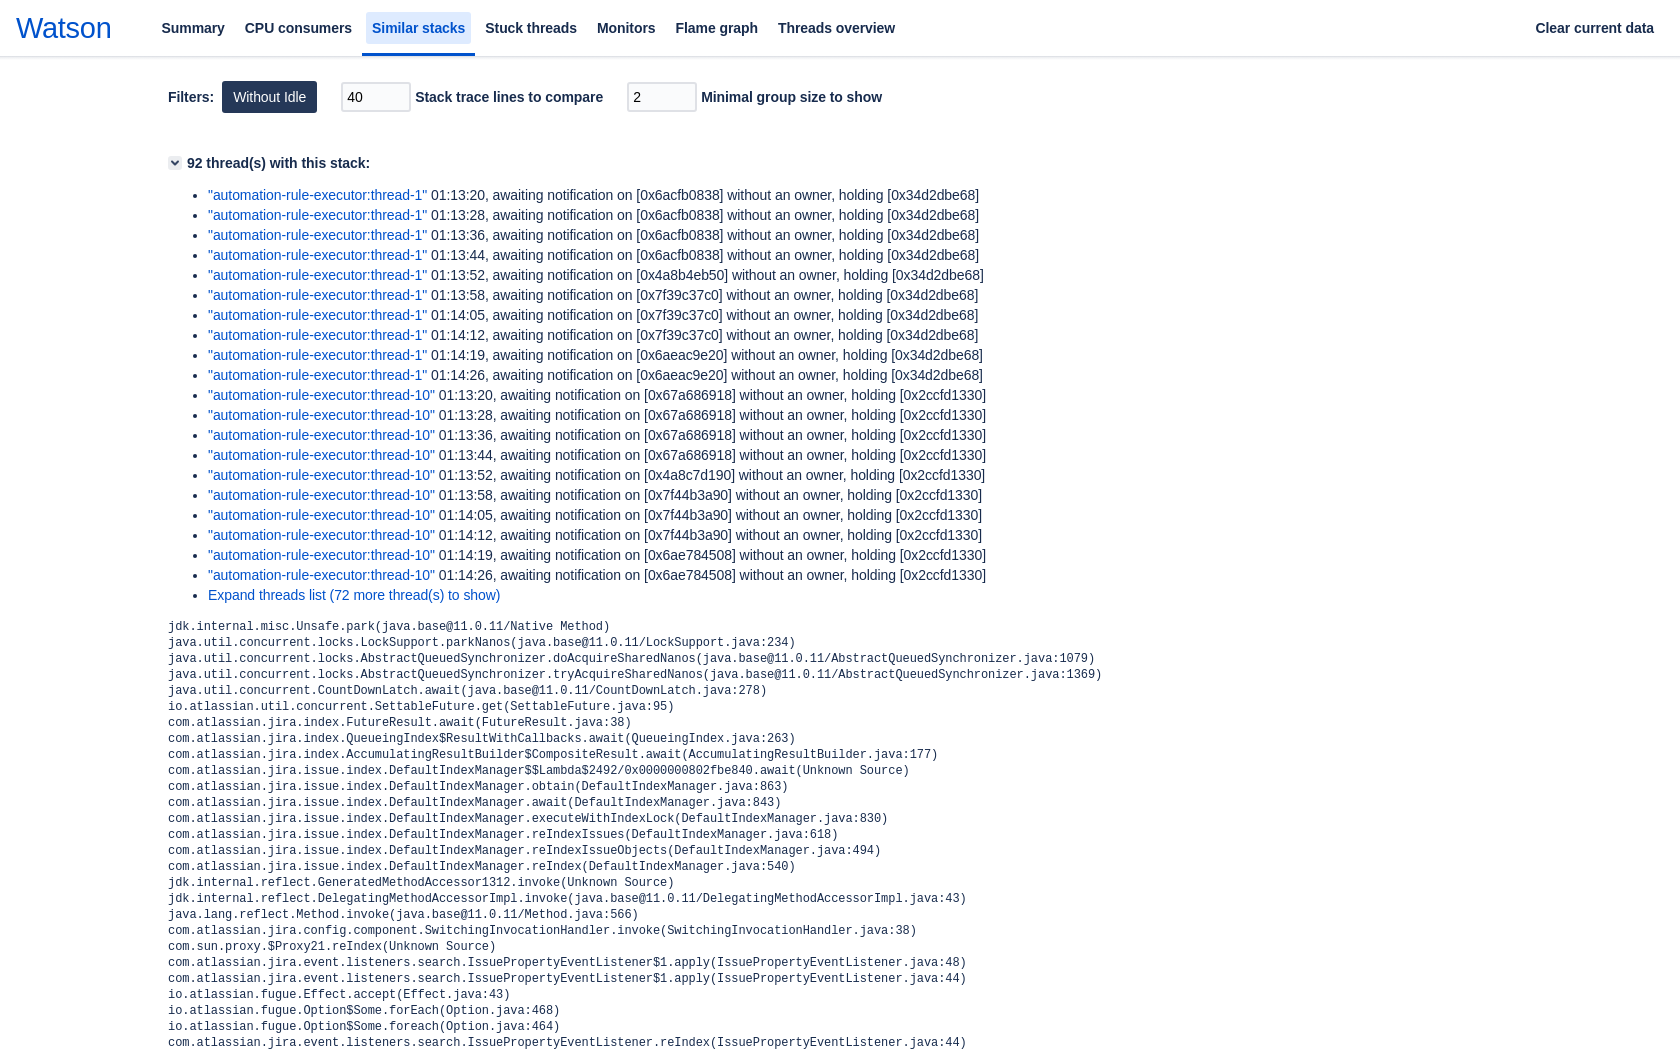 Watson
Summary CPU consumers Similar stacks Stuck threads Monitors Flame graph Threads overview Clear current data
Filters: Without Idle 40 Stack trace lines to compare 2 Minimal group size to show
92 thread(s) with this stack:
"automation-rule-executor:thread-1" 01:13:20, awaiting notification on [0x6acfb0838] without an owner, holding [0x34d2dbe68]
"automation-rule-executor:thread-1" 01:13:28, awaiting notification on [0x6acfb0838] without an owner, holding [0x34d2dbe68]
"automation-rule-executor:thread-1" 01:13:36, awaiting notification on [0x6acfb0838] without an owner, holding [0x34d2dbe68]
"automation-rule-executor:thread-1" 01:13:44, awaiting notification on [0x6acfb0838] without an owner, holding [0x34d2dbe68]
"automation-rule-executor:thread-1" 01:13:52, awaiting notification on [0x4a8b4eb50] without an owner, holding [0x34d2dbe68]
"automation-rule-executor:thread-1" 01:13:58, awaiting notification on [0x7f39c37c0] without an owner, holding [0x34d2dbe68]
"automation-rule-executor:thread-1" 01:14:05, awaiting notification on [0x7f39c37c0] without an owner, holding [0x34d2dbe68]
"automation-rule-executor:thread-1" 01:14:12, awaiting notification on [0x7f39c37c0] without an owner, holding [0x34d2dbe68]
"automation-rule-executor:thread-1" 01:14:19, awaiting notification on [0x6aeac9e20] without an owner, holding [0x34d2dbe68]
"automation-rule-executor:thread-1" 01:14:26, awaiting notification on [0x6aeac9e20] without an owner, holding [0x34d2dbe68]
"automation-rule-executor:thread-10" 01:13:20, awaiting notification on [0x67a686918] without an owner, holding [0x2ccfd1330]
"automation-rule-executor:thread-10" 01:13:28, awaiting notification on [0x67a686918] without an owner, holding [0x2ccfd1330]
"automation-rule-executor:thread-10" 01:13:36, awaiting notification on [0x67a686918] without an owner, holding [0x2ccfd1330]
"automation-rule-executor:thread-10" 01:13:44, awaiting notification on [0x67a686918] without an owner, holding [0x2ccfd1330]
"automation-rule-executor:thread-10" 01:13:52, awaiting notification on [0x4a8c7d190] without an owner, holding [0x2ccfd1330]
"automation-rule-executor:thread-10" 01:13:58, awaiting notification on [0x7f44b3a90] without an owner, holding [0x2ccfd1330]
"automation-rule-executor:thread-10" 01:14:05, awaiting notification on [0x7f44b3a90] without an owner, holding [0x2ccfd1330]
"automation-rule-executor:thread-10" 01:14:12, awaiting notification on [0x7f44b3a90] without an owner, holding [0x2ccfd1330]
"automation-rule-executor:thread-10" 01:14:19, awaiting notification on [0x6ae784508] without an owner, holding [0x2ccfd1330]
"automation-rule-executor:thread-10" 01:14:26, awaiting notification on [0x6ae784508] without an owner, holding [0x2ccfd1330]
Expand threads list (72 more thread(s) to show)
jdk.internal.misc.Unsafe.park(java.base@11.0.11/Native Method)
java.util.concurrent.locks.LockSupport.parkNanos(java.base@11.0.11/LockSupport.java:234)
java.util.concurrent.locks.AbstractQueuedSynchronizer.doAcquireSharedNanos(java.base@11.0.11/AbstractQueuedSynchronizer.java:1079)
java.util.concurrent.locks.AbstractQueuedSynchronizer.tryAcquireSharedNanos(java.base@11.0.11/AbstractQueuedSynchronizer.java:1369)
java.util.concurrent.CountDownLatch.await(java.base@11.0.11/CountDownLatch.java:278)
io.atlassian.util.concurrent.SettableFuture.get(SettableFuture.java:95)
com.atlassian.jira.index.FutureResult.await(FutureResult.java:38)
com.atlassian.jira.index.QueueingIndex$ResultWithCallbacks.await(QueueingIndex.java:263)
com.atlassian.jira.index.AccumulatingResultBuilder$CompositeResult.await(AccumulatingResultBuilder.java:177)
com.atlassian.jira.issue.index.DefaultIndexManager$$Lambda$2492/0x0000000802fbe840.await(Unknown Source)
com.atlassian.jira.issue.index.DefaultIndexManager.obtain(DefaultIndexManager.java:863)
com.atlassian.jira.issue.index.DefaultIndexManager.await(DefaultIndexManager.java:843)
com.atlassian.jira.issue.index.DefaultIndexManager.executeWithIndexLock(DefaultIndexManager.java:830)
com.atlassian.jira.issue.index.DefaultIndexManager.reIndexIssues(DefaultIndexManager.java:618)
com.atlassian.jira.issue.index.DefaultIndexManager.reIndexIssueObjects(DefaultIndexManager.java:494)
com.atlassian.jira.issue.index.DefaultIndexManager.reIndex(DefaultIndexManager.java:540)
jdk.internal.reflect.GeneratedMethodAccessor1312.invoke(Unknown Source)
jdk.internal.reflect.DelegatingMethodAccessorImpl.invoke(java.base@11.0.11/DelegatingMethodAccessorImpl.java:43)
java.lang.reflect.Method.invoke(java.base@11.0.11/Method.java:566)
com.atlassian.jira.config.component.SwitchingInvocationHandler.invoke(SwitchingInvocationHandler.java:38)
com.sun.proxy.$Proxy21.reIndex(Unknown Source)
com.atlassian.jira.event.listeners.search.IssuePropertyEventListener$1.apply(IssuePropertyEventListener.java:48)
com.atlassian.jira.event.listeners.search.IssuePropertyEventListener$1.apply(IssuePropertyEventListener.java:44)
io.atlassian.fugue.Effect.accept(Effect.java:43)
io.atlassian.fugue.Option$Some.forEach(Option.java:468)
io.atlassian.fugue.Option$Some.foreach(Option.java:464)
com.atlassian.jira.event.listeners.search.IssuePropertyEventListener.reIndex(IssuePropertyEventListener.java:44)